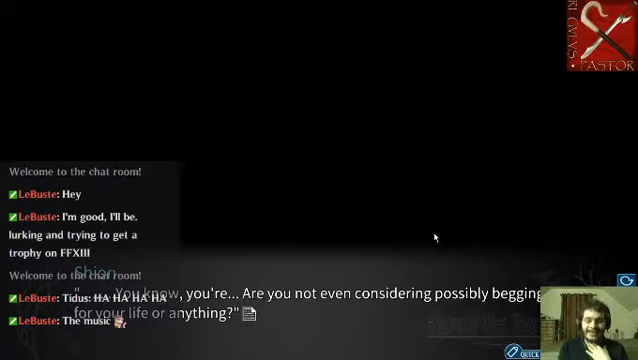 RI GVLVS
• PASTOR
Welcome to the chat room!
LeBuste: Hey
LeBuste: I'm good, I'll be.
lurking and trying to get a
trophy on FFXIII
Welcome to the chat room!
Shion
LeBuste: Tidus: HA HA HA HA
LeBuste: The music
"......You know, you're... Are you not even considering possibly begging
for your life or anything?"
QUICK